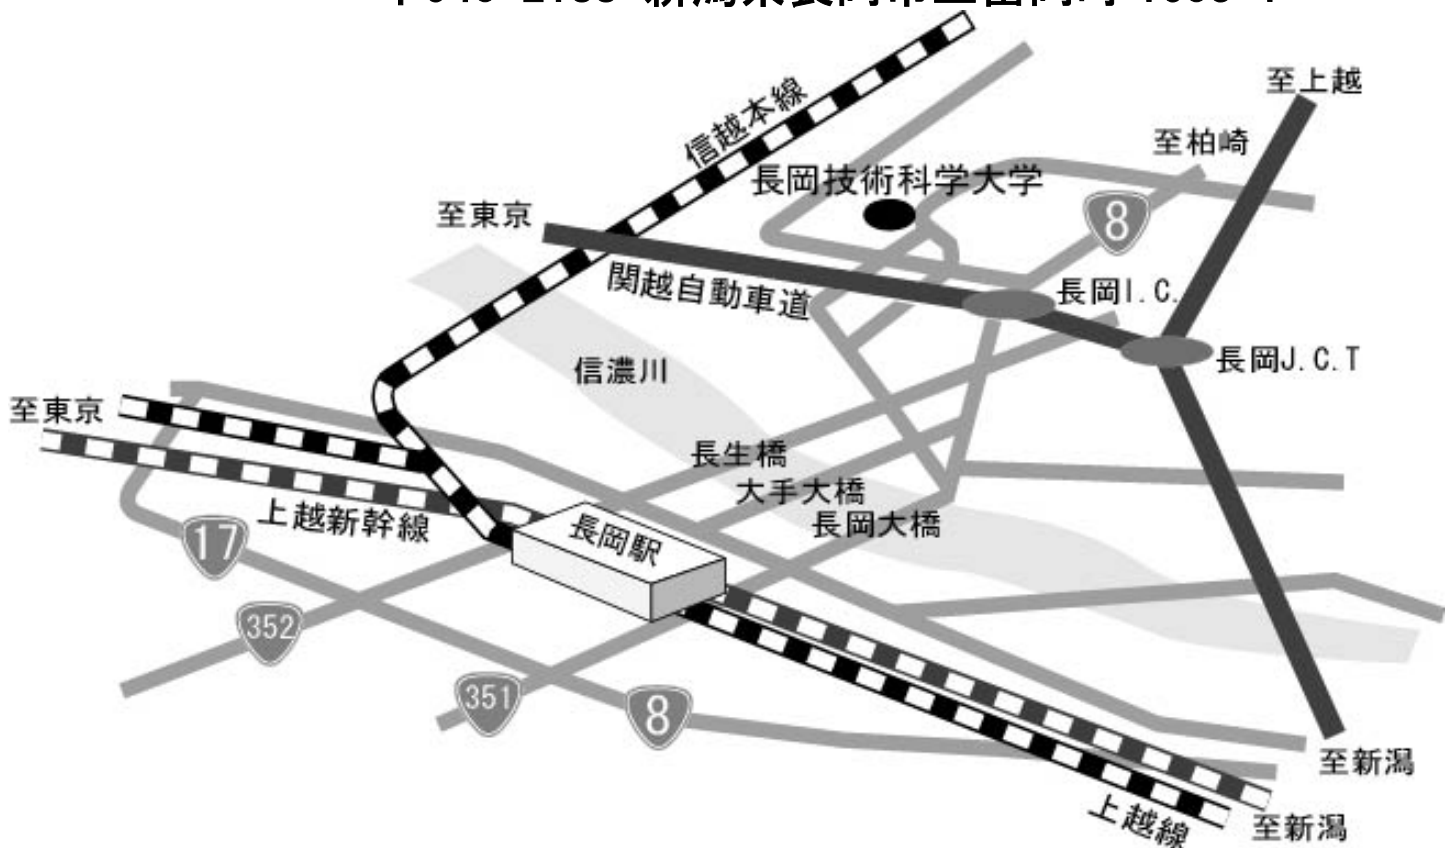 至上越
信越本線
至柏崎
長岡技術科学大学
至東京
8
関越自動車道
長岡I.C.
長岡J.C.T
信濃川
至東京
長生橋
大手大橋
長岡大橋
上越新幹線
長岡駅
17
352
351
8
至新潟
上越線
至新潟